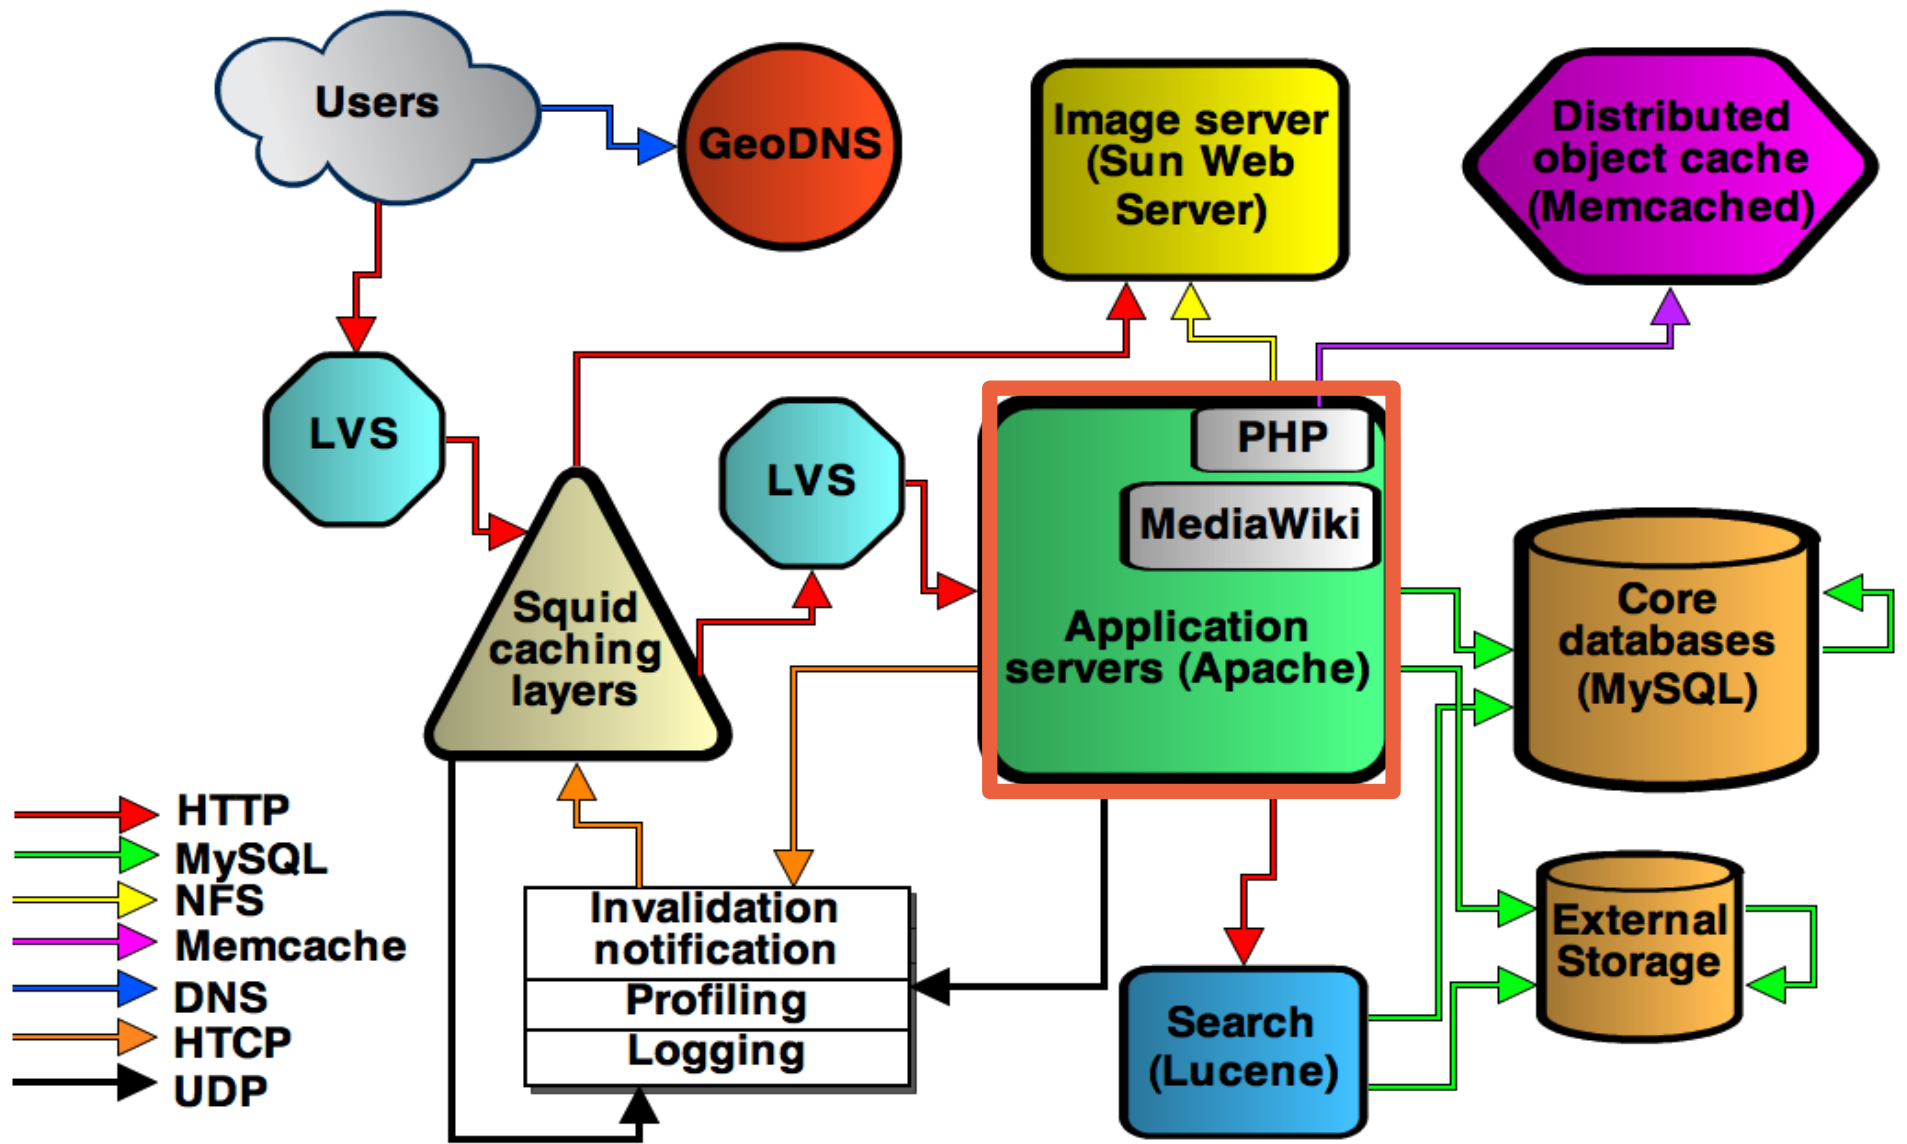 Users
GeoDNS
Image server
(Sun Web
Server)
Distributed
object cache
(Memcached)
LVS
LVS
PHP
MediaWiki
Application
servers (Apache)
Squid
caching
layers
Core
databases
(MySQL)
HTTP
MySQL
NFS
Memcache
DNS
HTCP
UDP
Invalidation
notification
Profiling
Logging
Search
(Lucene)
External
Storage